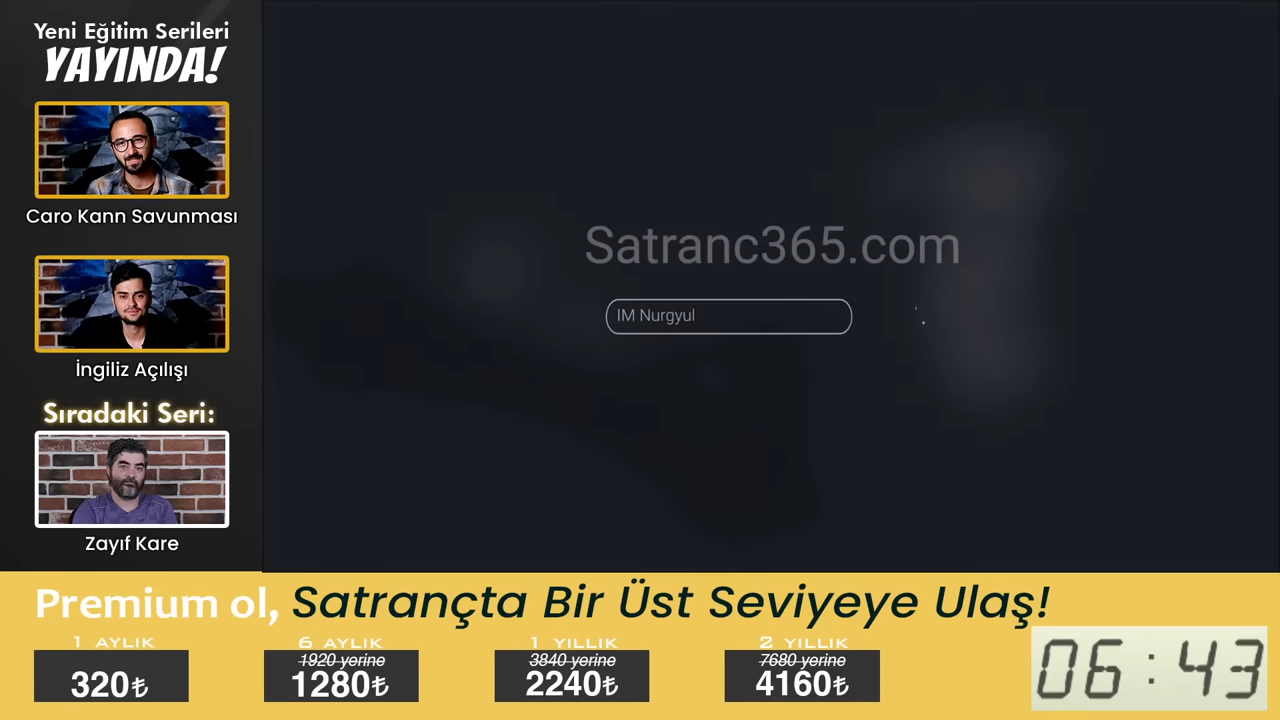 Yeni Eğitim Serileri
YAYINDA!
Caro Kann Savunması
İngiliz Açılışı
Sıradaki Seri:
Zayıf Kare
Satranc365.com
IM Nurgyul
Premium ol, Satrançta Bir Üst Seviyeye Ulaş!
1 AYLIK
320₺
6 AYLIK
1920 yerine
1280₺
1 YILLIK
3840 yerine
2240₺
2 YILLIK
7680 yerine
4160₺
06:43